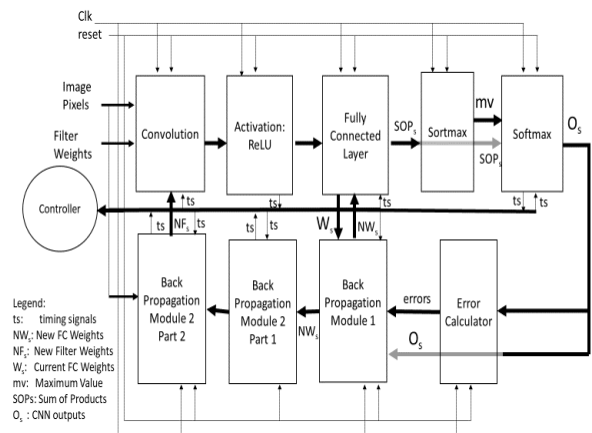 Clk
reset
Image
Pixels
Filter
Weights
Convolution
Activation:
ReLU
Fully
Connected
Layer
SOPs
Sortmax
mv
SOPs
Softmax
Os
Controller
ts
NFs
ts
ts
ts
ts
ts
Ws
NWs
ts
ts
ts
Back
Propagation
Module 2
Part 2
Back
Propagation
Module 2
Part 1
NWs
Back
Propagation
Module 1
errors
Os
Error
Calculator
Legend:
ts: timing signals
NWs: New FC Weights
NFs: New Filter Weights
Ws: Current FC Weights
mv: Maximum Value
SOPs: Sum of Products
Os : CNN outputs